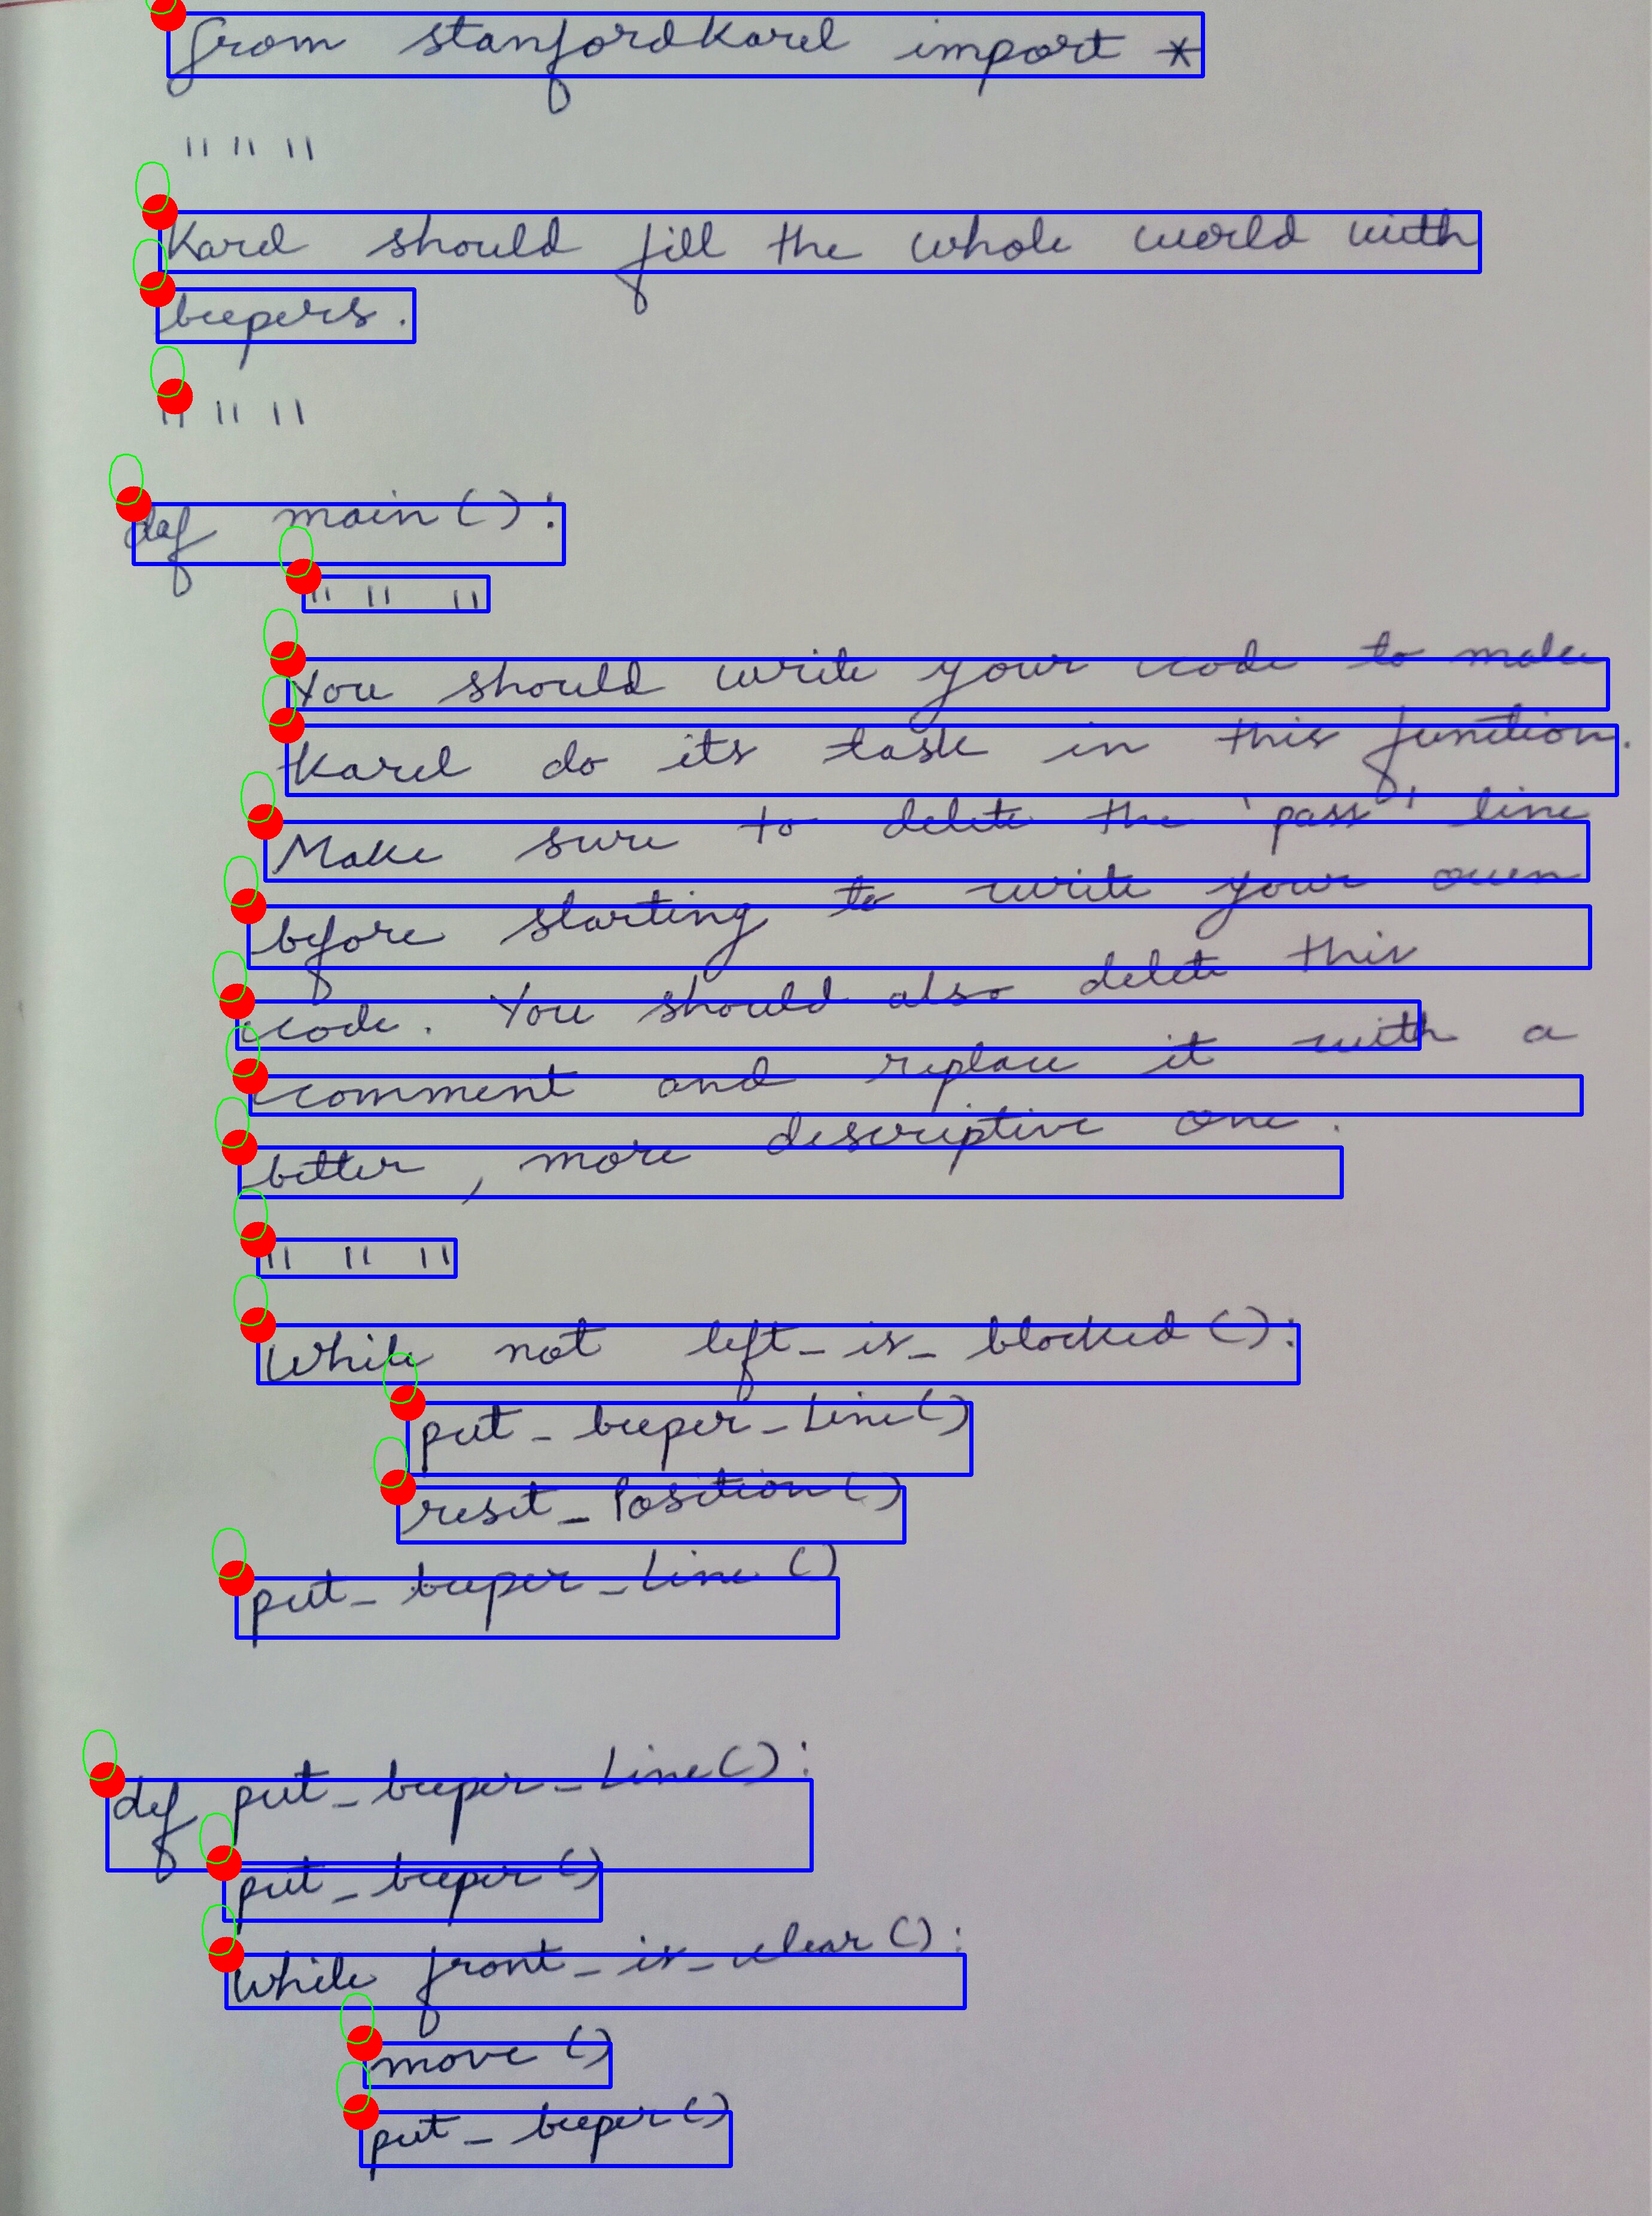 from stanfordkarel import *
" " "
Karel should fill the whole world with
beepers.
" " "
def main():
" " "
You should write your code to make
Karel do its task in this function.
Make sure to delete the 'pass' line
before starting to write your own
code. You should also delete this
comment and replace it with a
better, more descriptive one.
" " "
While not left_is_blocked():
put_beeper_Line()
reset_Position()
put_beeper_Line()
def put_beeper_Line():
put_beeper()
While front_is_clear():
move()
put_beeper()